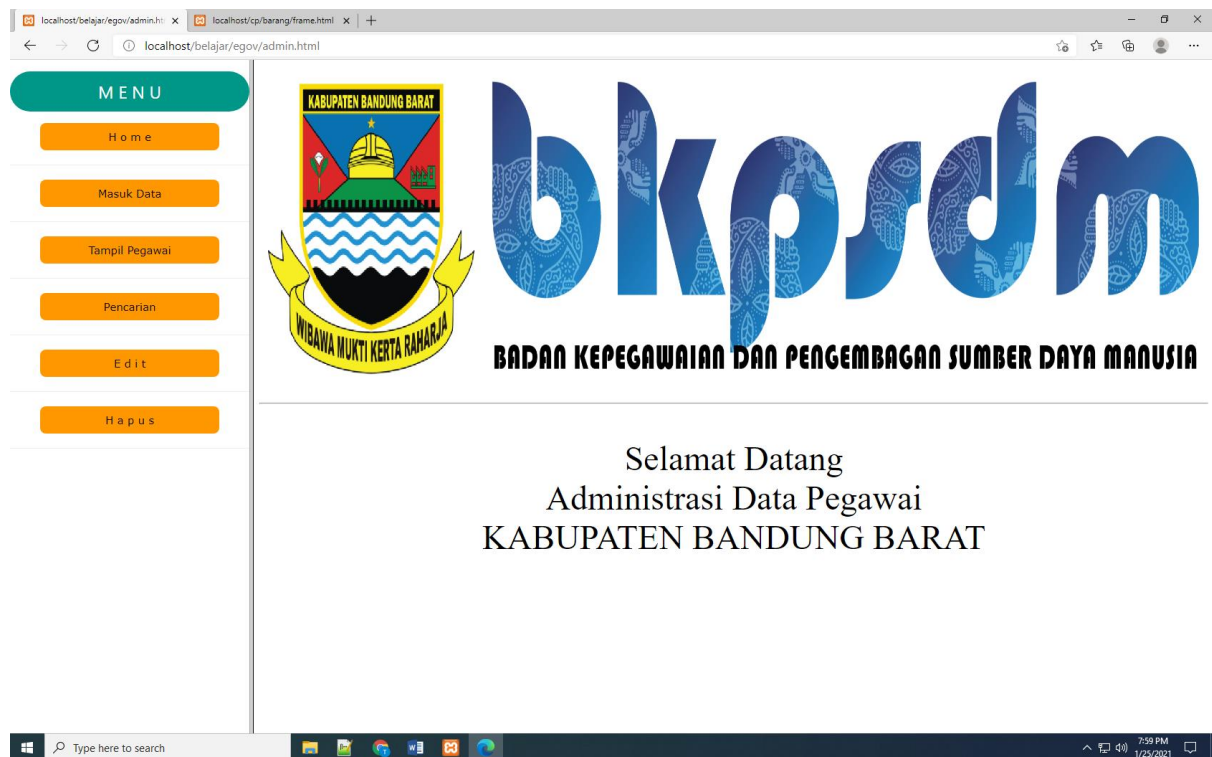 localhost/belajar/egov/admin.ht
localhost/cp/barang/frame.html
localhost/belajar/egov/admin.html
MENU
Home
Masuk Data
Tampil Pegawai
Pencarian
Edit
Hapus
KABUPATEN BANDUNG BARAT
WIBAWA MUKTI KERTA RAHARJA
bkpsdm
BADAN KEPEGAWAIAN DAN PENGEMBAGAN SUMBER DAYA MANUSIA
Selamat Datang
Administrasi Data Pegawai
KABUPATEN BANDUNG BARAT
Type here to search
7:59 PM
1/25/2021